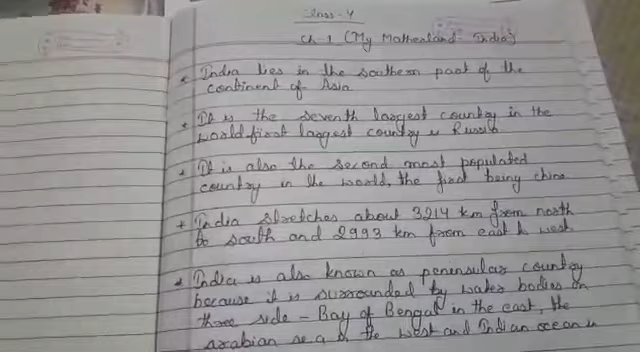 Class-4
Ch-1 (My Motherland-India)
* India lies in the southern part of the
continent of Asia
* It is the seventh largest country in the
world first largest country is Russia
* It is also the second most populated
country in the world, the first being china
* India stretches about 3214 km from north
to south and 2993 km from east to west
* India is also known as peninsular country
because it is surrounded by water bodies on
three side - Bay of Bengal in the east, the
arabian sea in the west and Indian ocean in